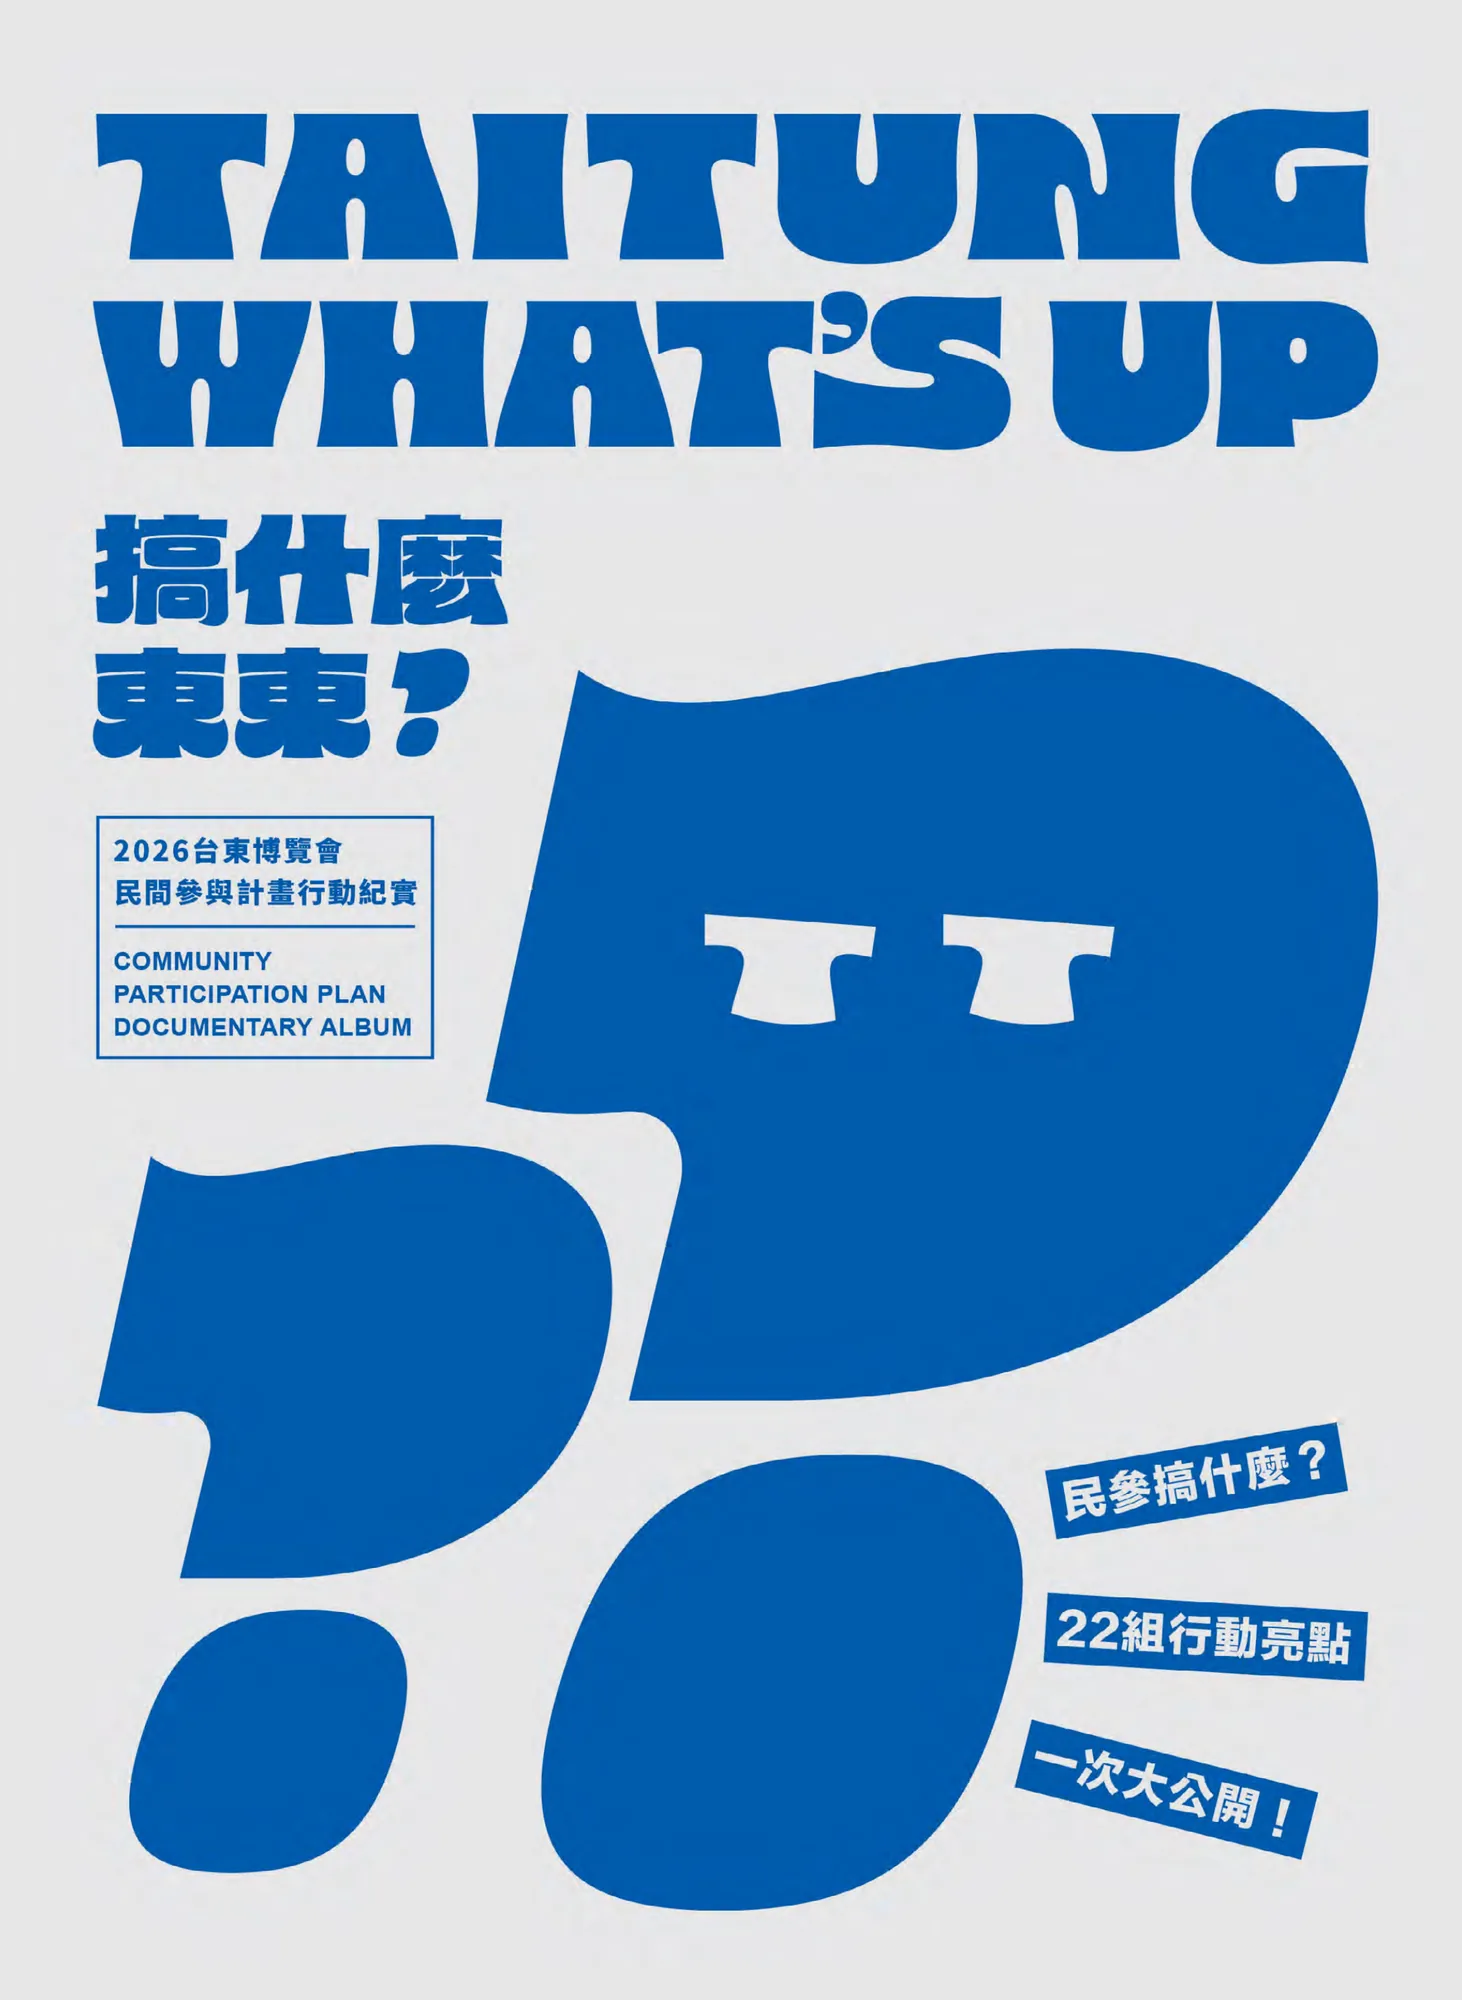 TAITUNG
WHAT'S UP
搞什麼
東東?
2026台東博覽會
民間參與計畫行動紀實
COMMUNITY
PARTICIPATION PLAN
DOCUMENTARY ALBUM
民參搞什麼?
22組行動亮點
一次大公開!